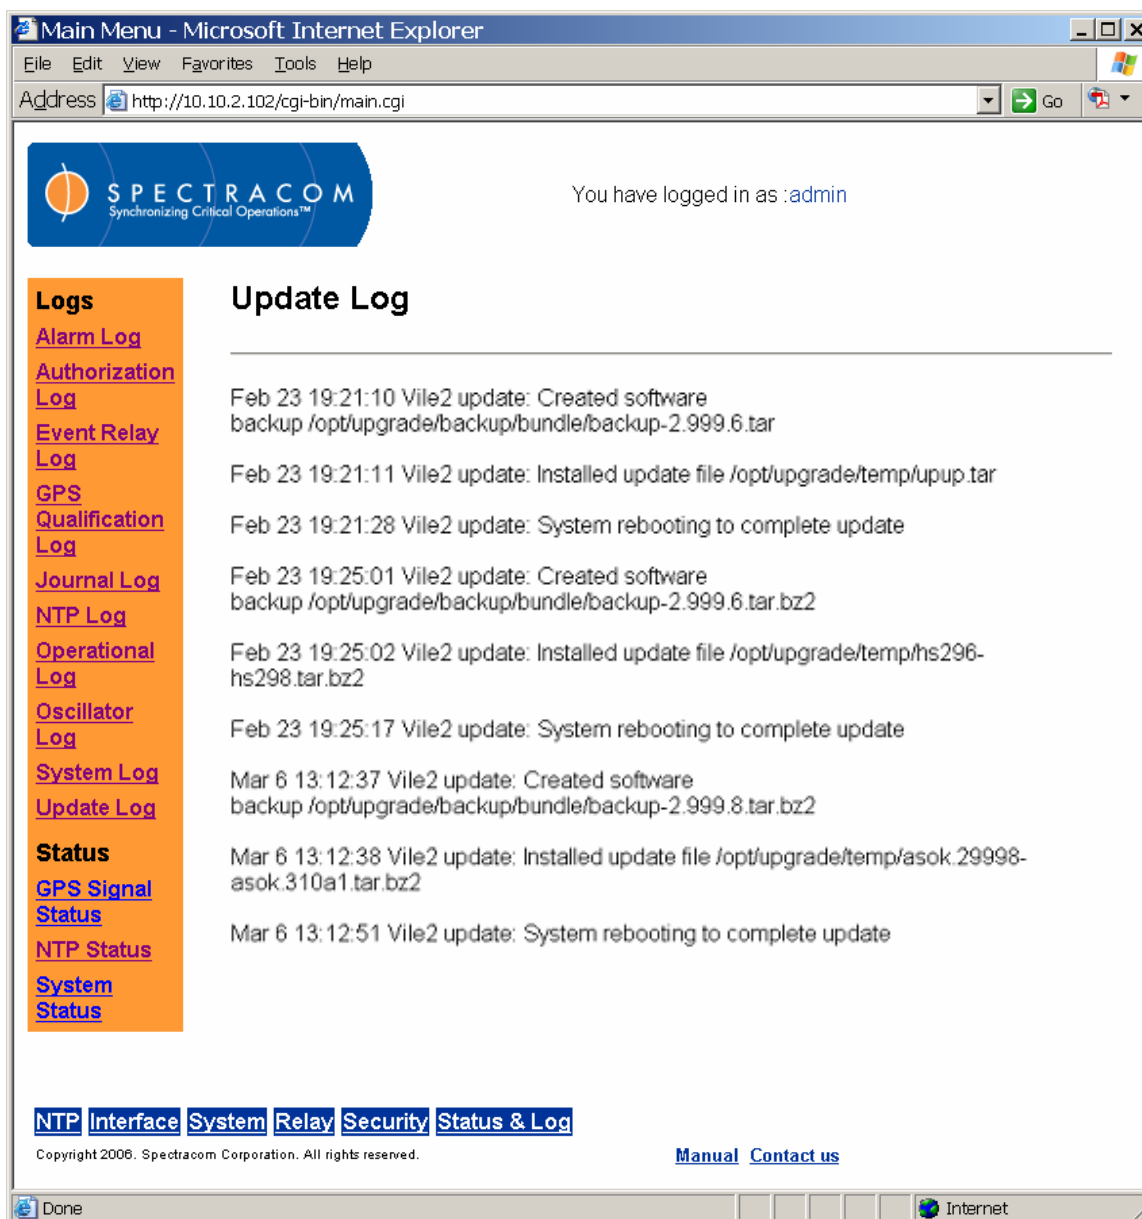 Main Menu - Microsoft Internet Explorer
File Edit View Favorites Tools Help
Address http://10.10.2.102/cgi-bin/main.cgi Go
SPECTRACOM
Synchronizing Critical Operations™
You have logged in as :admin
Logs
Alarm Log
Authorization
Log
Event Relay
Log
GPS
Qualification
Log
Journal Log
NTP Log
Operational
Log
Oscillator
Log
System Log
Update Log
Status
GPS Signal
Status
NTP Status
System
Status
Update Log
Feb 23 19:21:10 Vile2 update: Created software
backup /opt/upgrade/backup/bundle/backup-2.999.6.tar
Feb 23 19:21:11 Vile2 update: Installed update file /opt/upgrade/temp/upup.tar
Feb 23 19:21:28 Vile2 update: System rebooting to complete update
Feb 23 19:25:01 Vile2 update: Created software
backup /opt/upgrade/backup/bundle/backup-2.999.6.tar.bz2
Feb 23 19:25:02 Vile2 update: Installed update file /opt/upgrade/temp/hs296-
hs298.tar.bz2
Feb 23 19:25:17 Vile2 update: System rebooting to complete update
Mar 6 13:12:37 Vile2 update: Created software
backup /opt/upgrade/backup/bundle/backup-2.999.8.tar.bz2
Mar 6 13:12:38 Vile2 update: Installed update file /opt/upgrade/temp/asok.29998-
asok.310a1.tar.bz2
Mar 6 13:12:51 Vile2 update: System rebooting to complete update
NTP Interface System Relay Security Status & Log
Copyright 2006. Spectracom Corporation. All rights reserved.
Manual Contact us
Done Internet